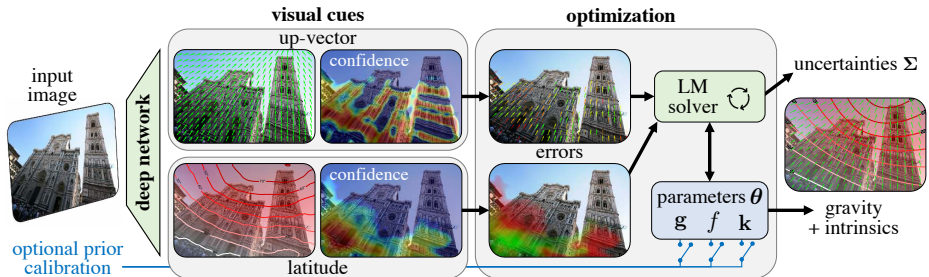 visual cues
optimization
up-vector
confidence
input
image
deep network
LM
solver
uncertainties Σ
errors
confidence
latitude
parameters θ
g f k
gravity
+ intrinsics
optional prior
calibration